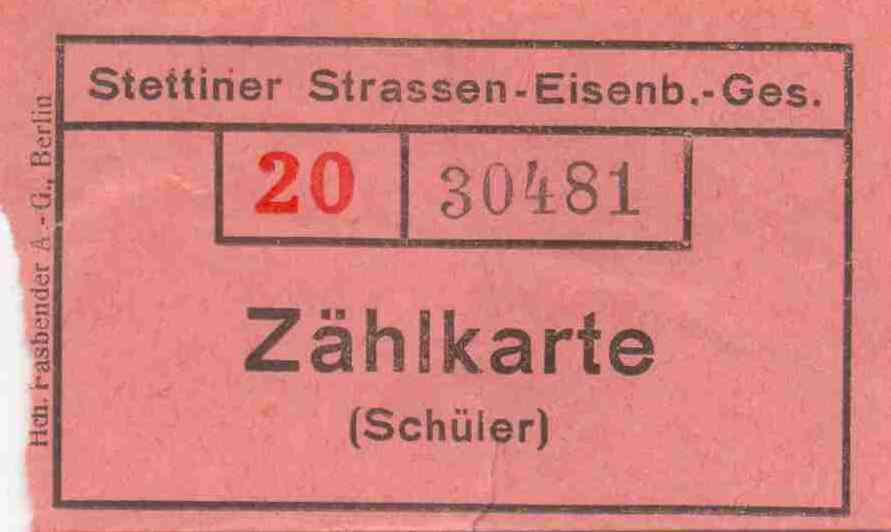 Stettiner Strassen-Eisenb.-Ges.
20 30481
Zählkarte
(Schüler)
Hch. Fasbender A.-G., Berlin